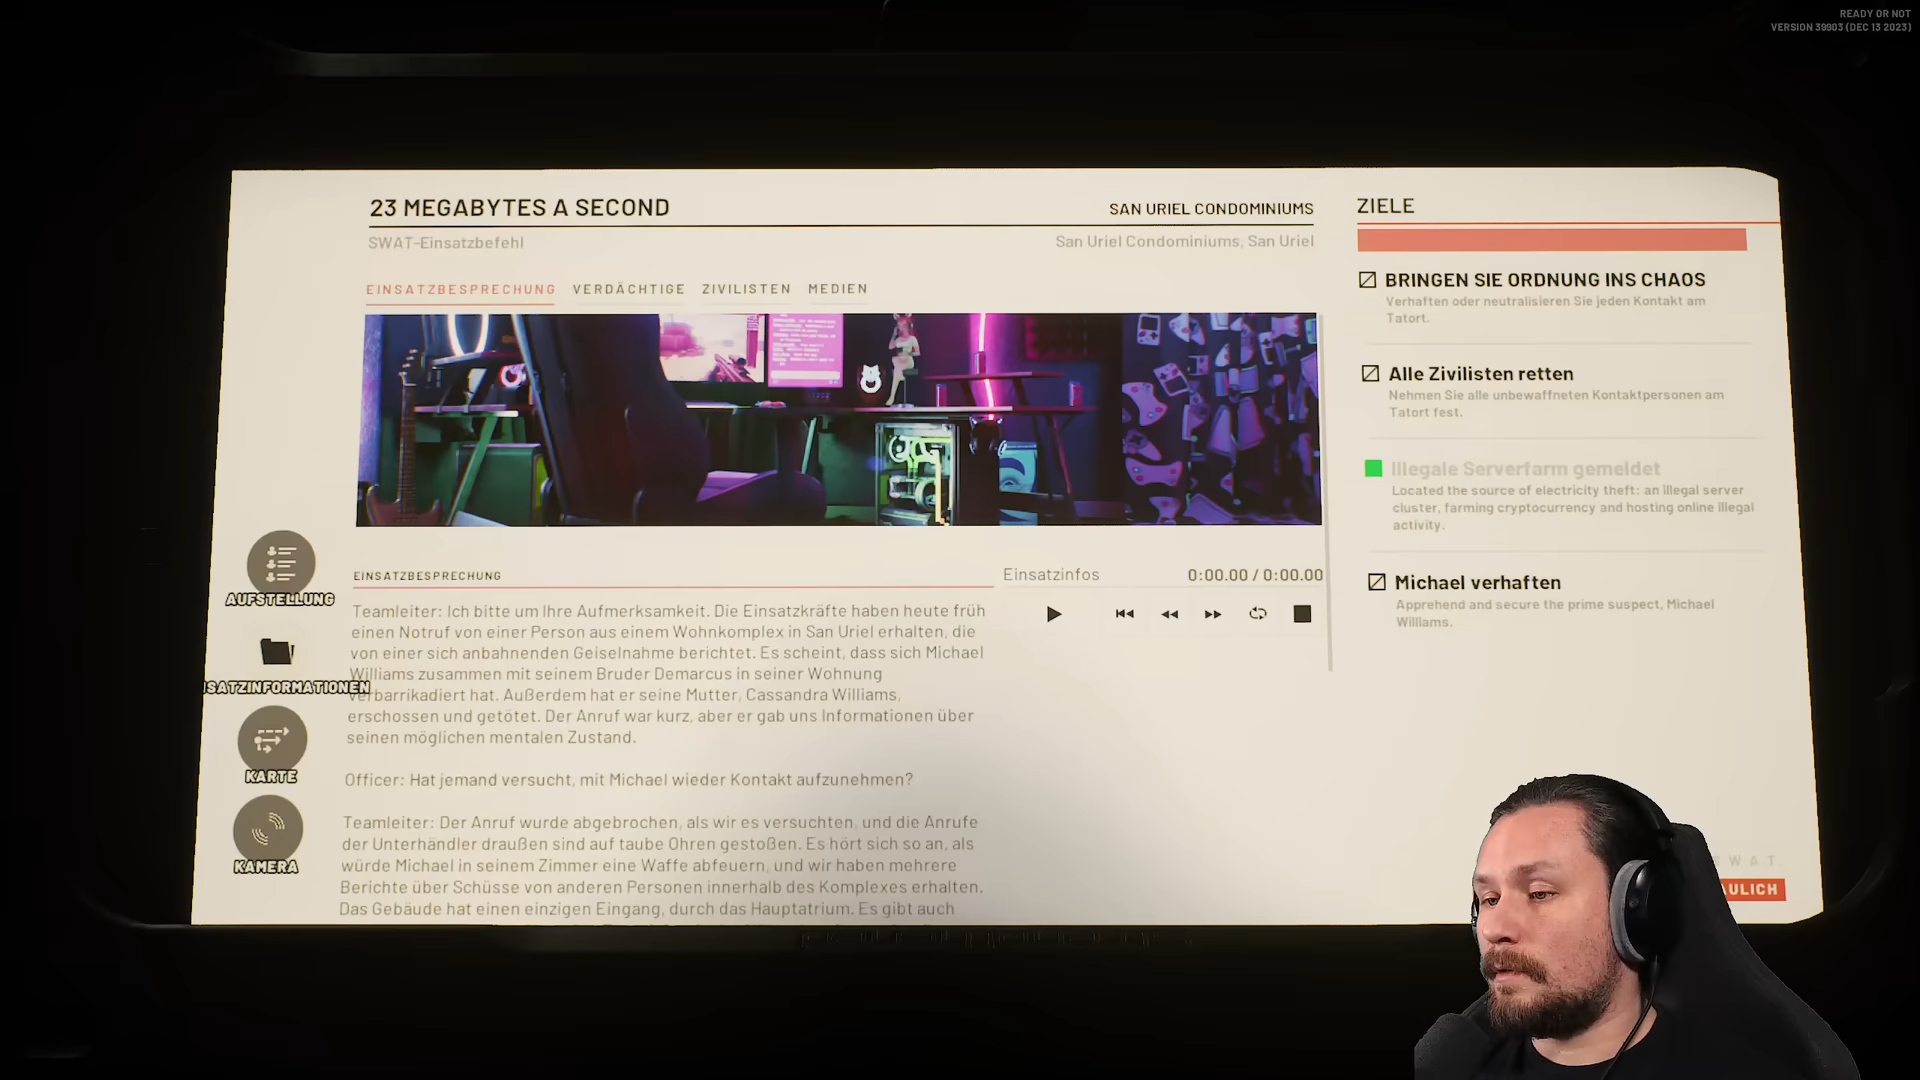 READY OR NOT
VERSION 39903 (DEC 13 2023)
23 MEGABYTES A SECOND
SAN URIEL CONDOMINIUMS
SWAT-Einsatzbefehl
San Uriel Condominiums, San Uriel
EINSATZBESPRECHUNG VERDÄCHTIGE ZIVILISTEN MEDIEN
AUFSTELLUNG
SATZINFORMATIONEN
KARTE
KAMERA
EINSATZBESPRECHUNG
Teamleiter: Ich bitte um Ihre Aufmerksamkeit. Die Einsatzkräfte haben heute früh
einen Notruf von einer Person aus einem Wohnkomplex in San Uriel erhalten, die
von einer sich anbahnenden Geiselnahme berichtet. Es scheint, dass sich Michael
Williams zusammen mit seinem Bruder Demarcus in seiner Wohnung
verbarrikadiert hat. Außerdem hat er seine Mutter, Cassandra Williams,
erschossen und getötet. Der Anruf war kurz, aber er gab uns Informationen über
seinen möglichen mentalen Zustand.
Officer: Hat jemand versucht, mit Michael wieder Kontakt aufzunehmen?
Teamleiter: Der Anruf wurde abgebrochen, als wir es versuchten, und die Anrufe
der Unterhändler draußen sind auf taube Ohren gestoßen. Es hört sich so an, als
würde Michael in seinem Zimmer eine Waffe abfeuern, und wir haben mehrere
Berichte über Schüsse von anderen Personen innerhalb des Komplexes erhalten.
Das Gebäude hat einen einzigen Eingang, durch das Hauptatrium. Es gibt auch
Einsatzinfos 0:00.00 / 0:00.00
ZIELE
BRINGEN SIE ORDNUNG INS CHAOS
Verhaften oder neutralisieren Sie jeden Kontakt am
Tatort.
Alle Zivilisten retten
Nehmen Sie alle unbewaffneten Kontaktpersonen am
Tatort fest.
Illegale Serverfarm gemeldet
Located the source of electricity theft: an illegal server
cluster, farming cryptocurrency and hosting online illegal
activity.
Michael verhaften
Apprehend and secure the prime suspect, Michael
Williams.
WAT.
AULICH